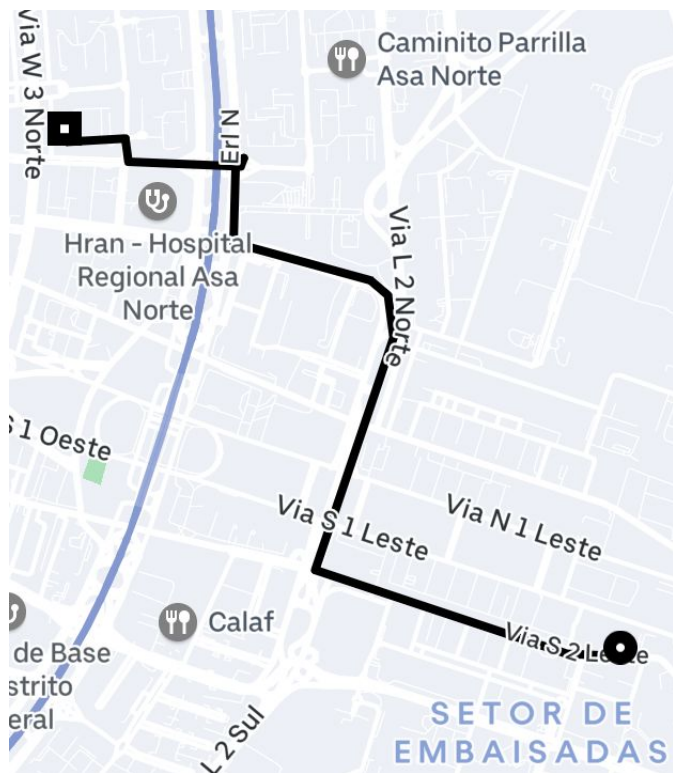 Via W 3 Norte
Caminito Parrilla
Asa Norte
Erl N
Hran - Hospital
Regional Asa
Norte
Via L 2 Norte
S 1 Oeste
Via S 1 Leste
Via N 1 Leste
Calaf
Via S 2 Leste
de Base
strito
eral
L 2 Sul
SETOR DE
EMBAISADAS